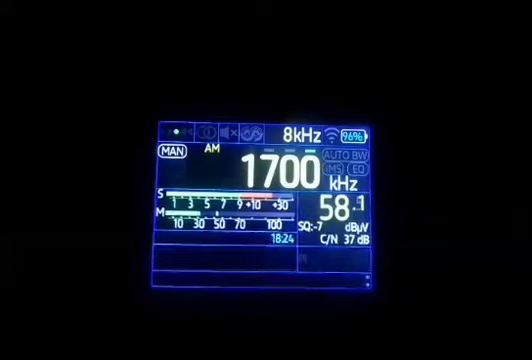 8kHz 96%
MAN AM AUTO BW
1700 iMS EQ
kHz
S 1 3 5 7 9 +10 +30
58.1
M 10 30 50 70 100 SQ:-7 dBµV
18:24 C/N 37 dB